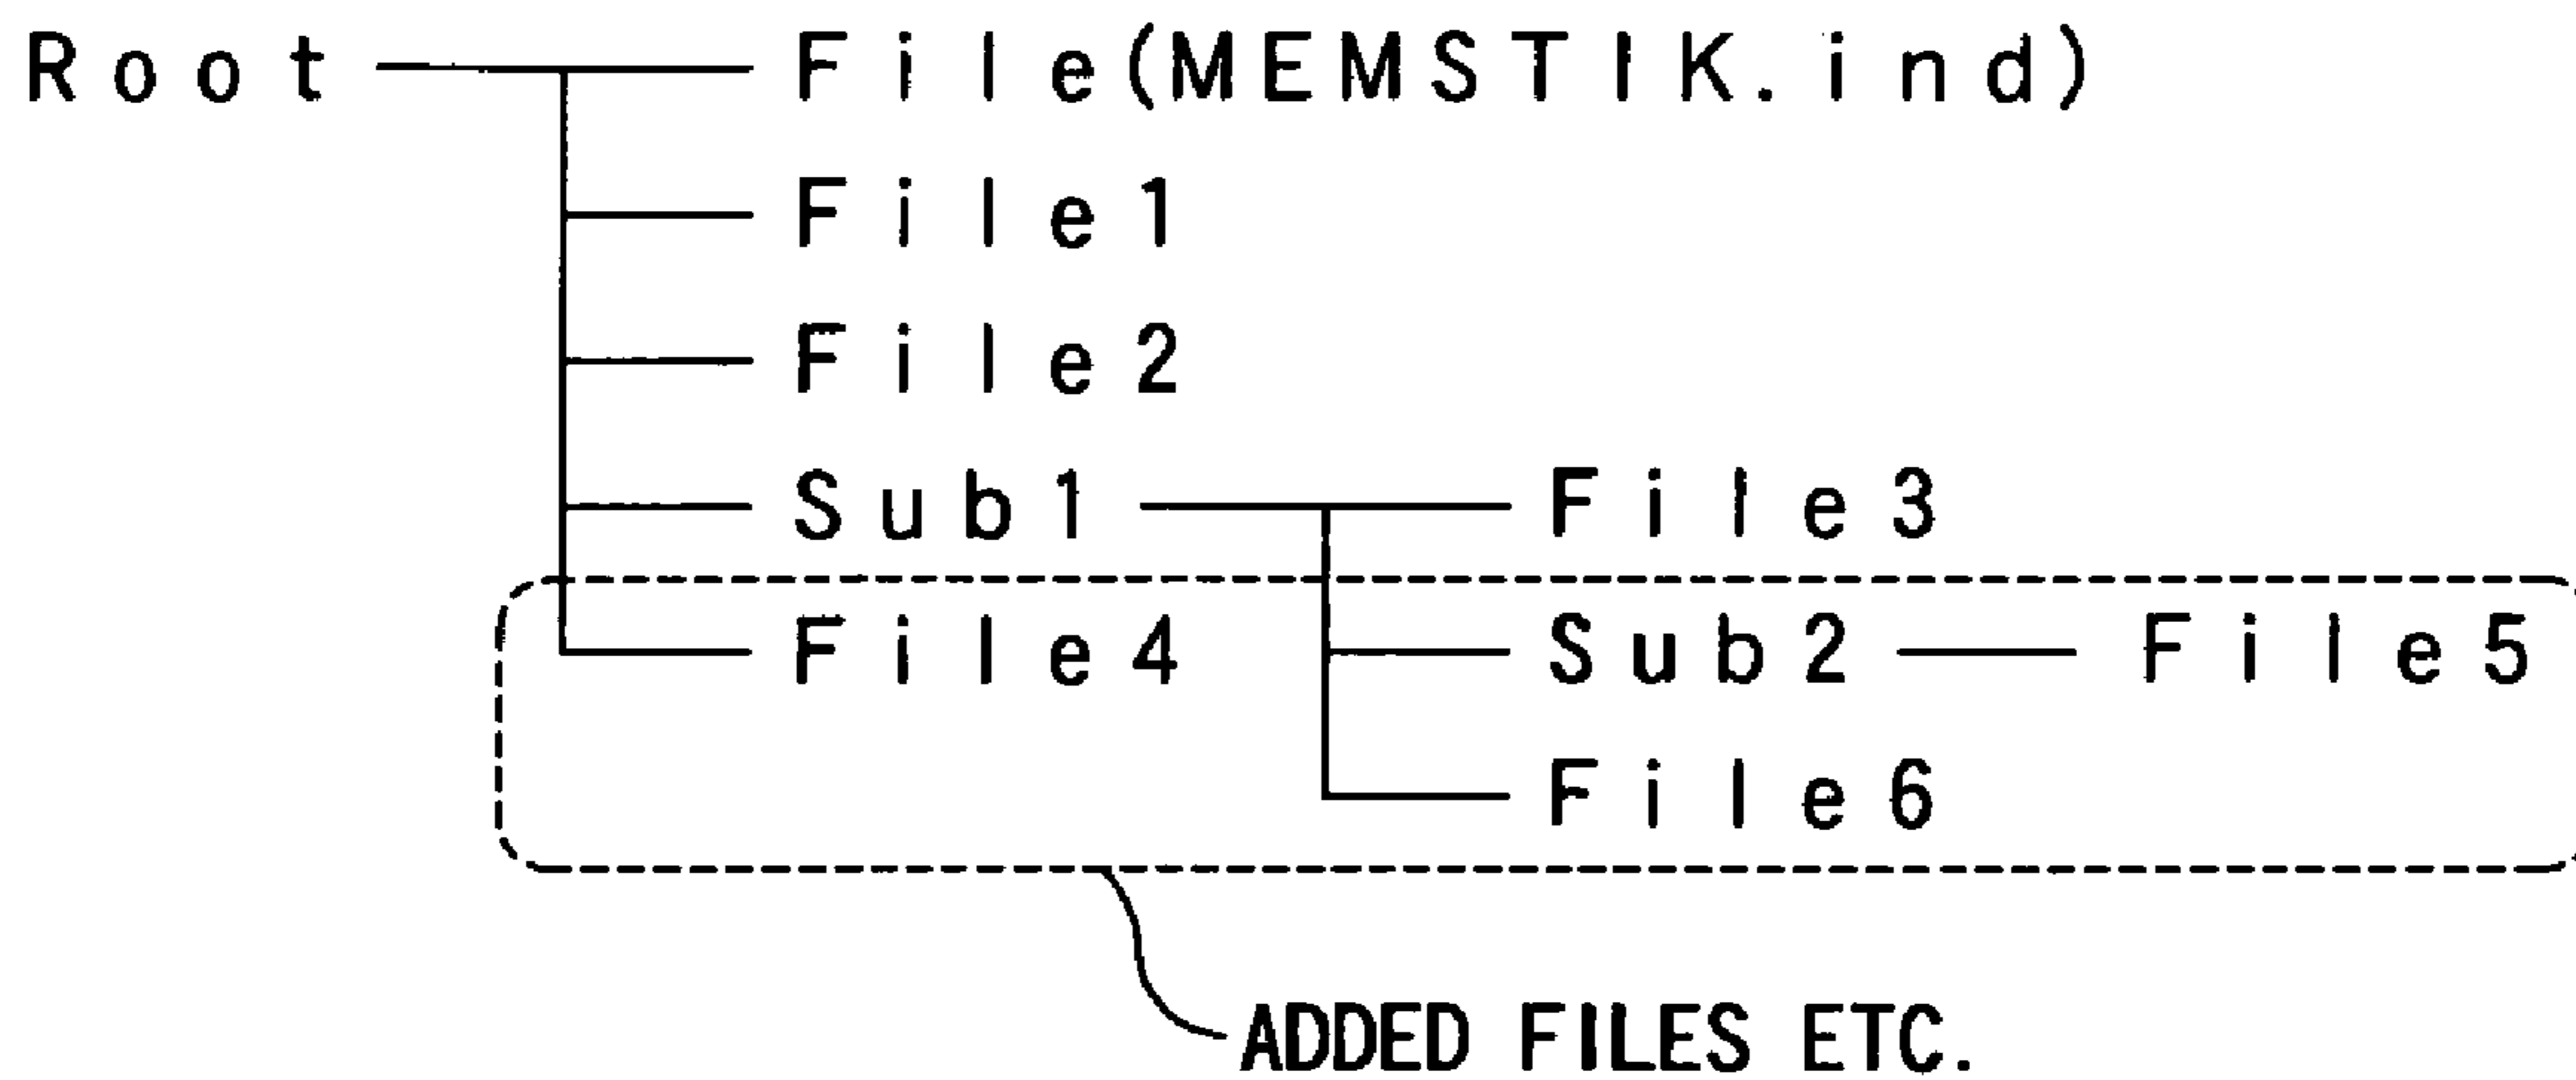 Root File(MEMSTIK.ind)
File1
File2
Sub1 File3
File4 Sub2 File5
File6
ADDED FILES ETC.